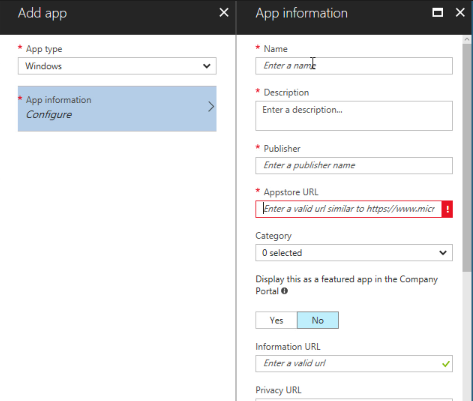 Add app
* App type
Windows
* App information
Configure
App information
* Name
Enter a name
* Description
Enter a description...
* Publisher
Enter a publisher name
* Appstore URL
Enter a valid url similar to https://www.micr
Category
0 selected
Display this as a featured app in the Company
Portal
Yes No
Information URL
Enter a valid url
Privacy URL